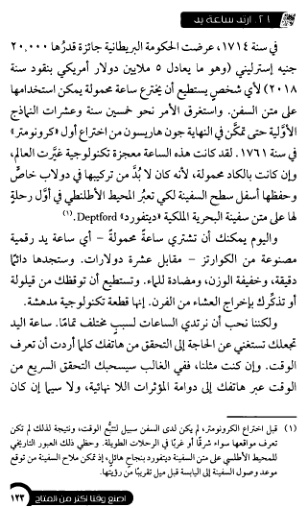 ٢١. ارتدِ ساعة يد
في سنة ١٧١٤، عرضت الحكومة البريطانية جائزة قدرُها ٢٠,٠٠٠
جنيه إسترليني (وهو ما يعادل ٥ ملايين دولار أمريكي بنقود سنة
٢٠١٨) لأي شخصٍ يستطيع أن يخترع ساعة محمولة يمكن استخدامها
على متن السفن. واستغرق الأمر نحو خمسين سنة وعشرات النماذج
الأوَّلية حتى تمكَّن في النهاية جون هاريسون من اختراع أول «كرونومتر»
في سنة ١٧٦١. لقد كانت هذه الساعة معجزة تكنولوجية غيَّرت العالم،
وإن كانت بالكاد محمولة، لأنه كان لا بُدَّ من تركيبها في دولاب خاصٍّ
وحفظها أسفل سطح السفينة لكي تعبُر المحيط الأطلنطي في أوَّل رحلةٍ
لها على متن سفينة البحرية الملكية «ديتفورد» Deptford.(١)
واليوم يمكنك أن تشتري ساعةً محمولةً – أي ساعة يد رقمية
مصنوعة من الكوارتز – مقابل عشرة دولارات. وستجدها دائمًا
دقيقة، وخفيفة الوزن، ومضادة للماء. وتستطيع أن توقظك من قيلولة
أو تذكِّرك بإخراج العشاء من الفرن. إنها قطعة تكنولوجية مدهشة.
ولكننا نحب أن نرتدي الساعات لسببٍ مختلف تمامًا. ساعة اليد
تجعلك تستغني عن الحاجة إلى التحقق من هاتفك كلما أردت أن تعرف
الوقت. وإن كنت مثلنا، ففي الغالب سيسحبك التحقق السريع من
الوقت عبر هاتفك إلى دوامة المؤثرات اللا نهائية، ولا سيما إن كان
(١) قبل اختراع الكرونومتر، لم يكن لدى السفن سبيل لتتبُّع الوقت، ونتيجة لذلك لم تكن
تعرف مواقعها سواء شرقًا أو غربًا في الرحلات الطويلة. وحظي ذلك العبور التاريخي
للمحيط الأطلسي على متن السفينة ديتفورد بنجاح هائل، إذ تمكن ملاح السفينة من توقع
موعد وصول السفينة إلى اليابسة قبل ميل تقريبًا من رؤيتها.
١٢٣ اصنع وقتًا أكثر من المتاح